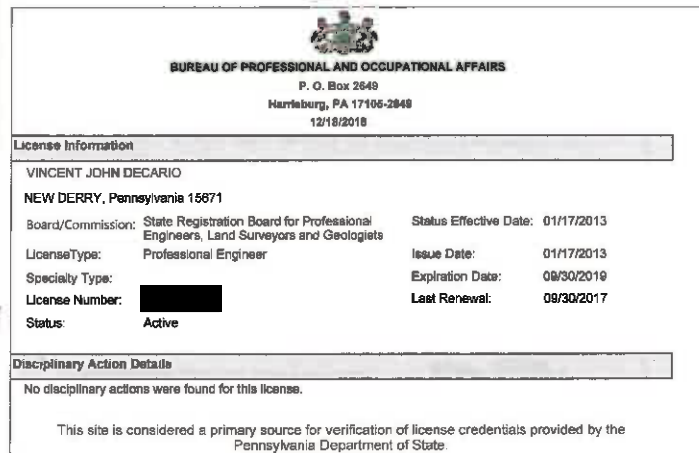 BUREAU OF PROFESSIONAL AND OCCUPATIONAL AFFAIRS
P. O. Box 2649
Harrisburg, PA 17105-2649
12/18/2018
License Information
VINCENT JOHN DECARIO
NEW DERRY, Pennsylvania 15671
Board/Commission: State Registration Board for Professional Engineers, Land Surveyors and Geologists
Status Effective Date: 01/17/2013
LicenseType: Professional Engineer
Issue Date: 01/17/2013
Specialty Type:
Expiration Date: 09/30/2019
License Number:
Last Renewal: 09/30/2017
Status: Active
Disciplinary Action Details
No disciplinary actions were found for this license.
This site is considered a primary source for verification of license credentials provided by the
Pennsylvania Department of State.